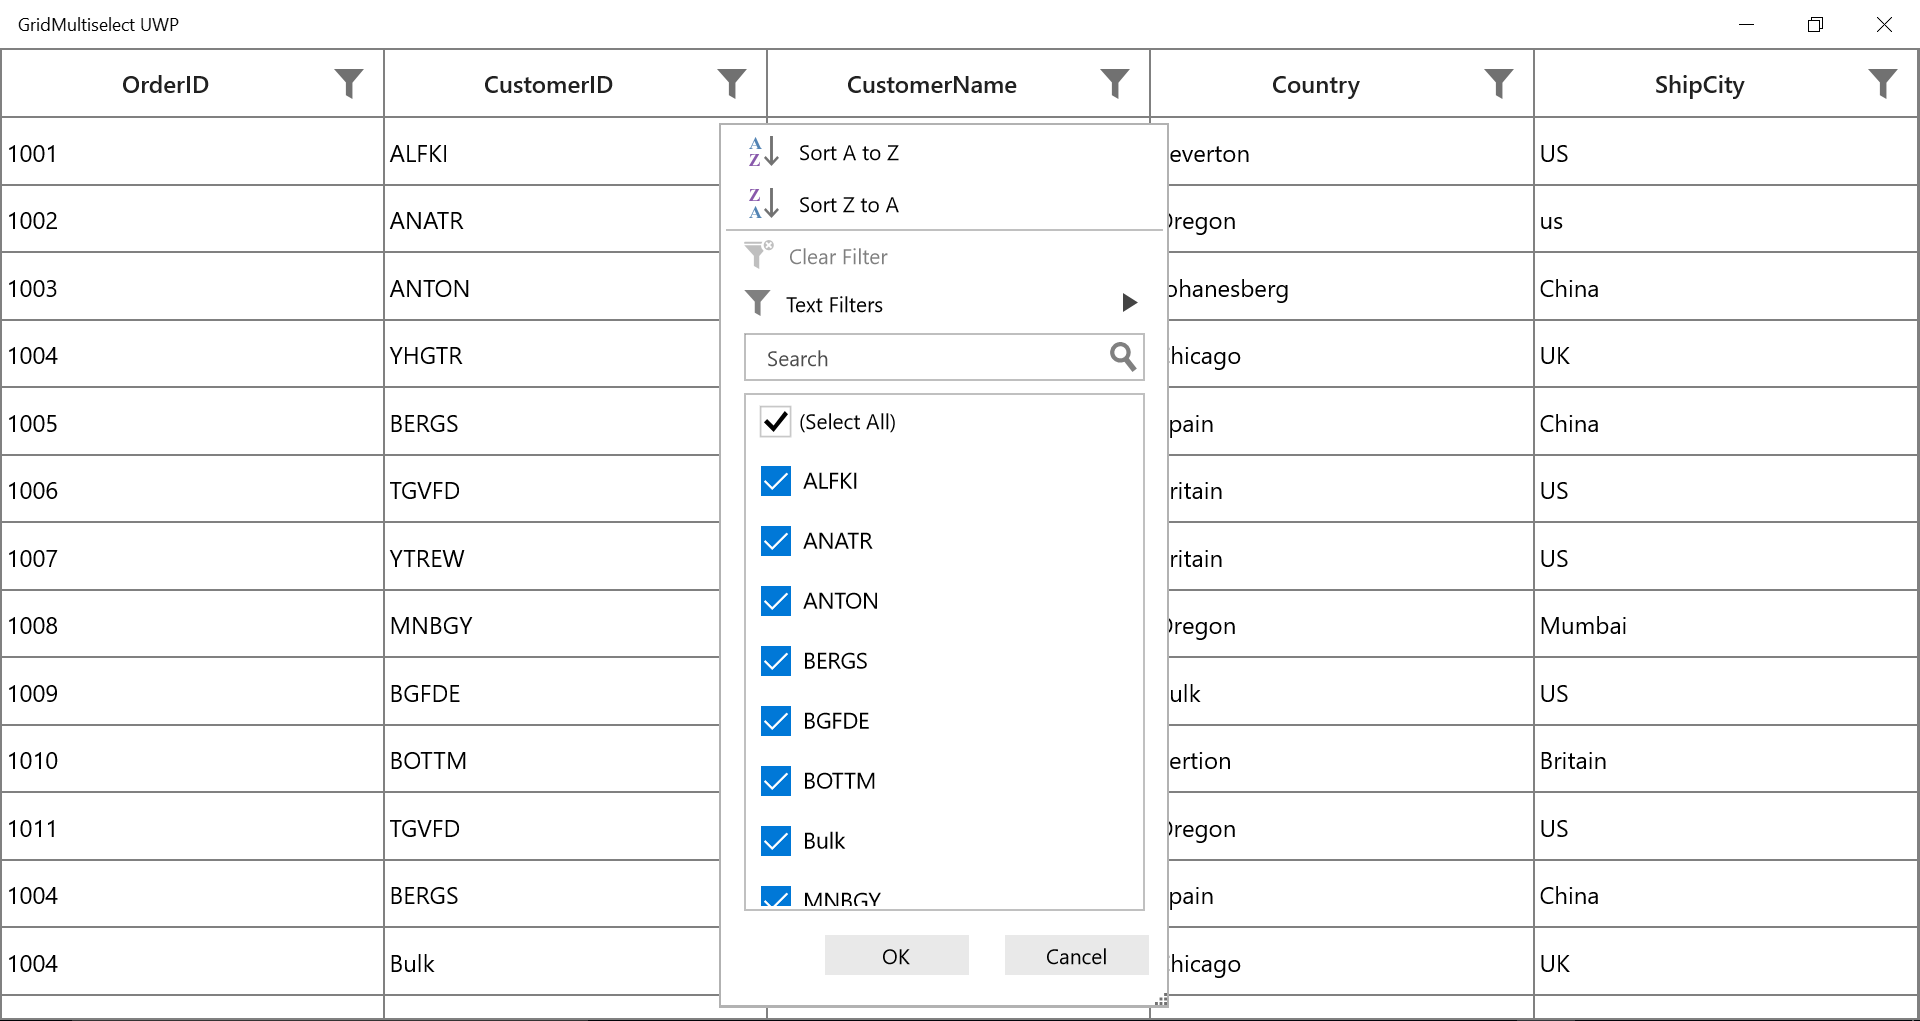 GridMultiselect UWP
OrderID CustomerID CustomerName Country ShipCity
1001 ALFKI everton US
1002 ANATR regon us
1003 ANTON ohanesberg China
1004 YHGTR hicago UK
1005 BERGS pain China
1006 TGVFD ritain US
1007 YTREW ritain US
1008 MNBGY regon Mumbai
1009 BGFDE ulk US
1010 BOTTM ertion Britain
1011 TGVFD regon US
1004 BERGS pain China
1004 Bulk hicago UK
Sort A to Z
Sort Z to A
Clear Filter
Text Filters
Search
(Select All)
ALFKI
ANATR
ANTON
BERGS
BGFDE
BOTTM
Bulk
MNBGY
OK Cancel